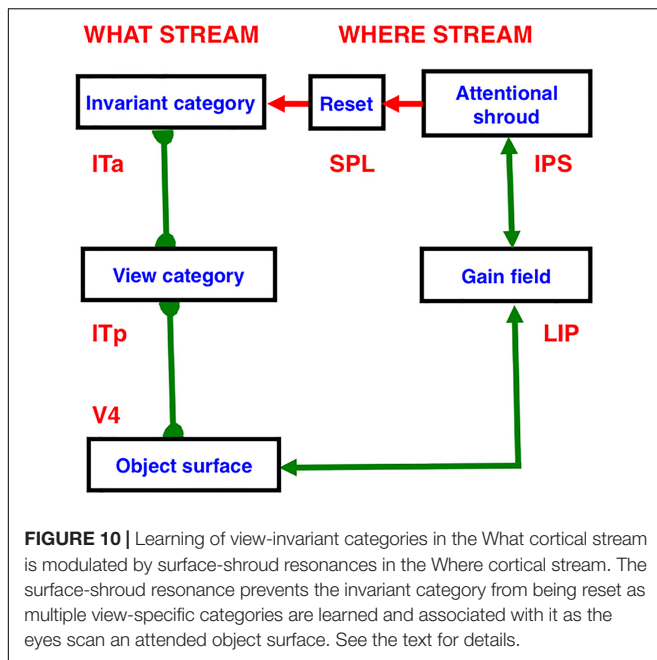 WHAT STREAM WHERE STREAM
Invariant category
Reset
Attentional
shroud
ITa
SPL
IPS
View category
Gain field
ITp
LIP
V4
Object surface
FIGURE 10 | Learning of view-invariant categories in the What cortical stream
is modulated by surface-shroud resonances in the Where cortical stream. The
surface-shroud resonance prevents the invariant category from being reset as
multiple view-specific categories are learned and associated with it as the
eyes scan an attended object surface. See the text for details.